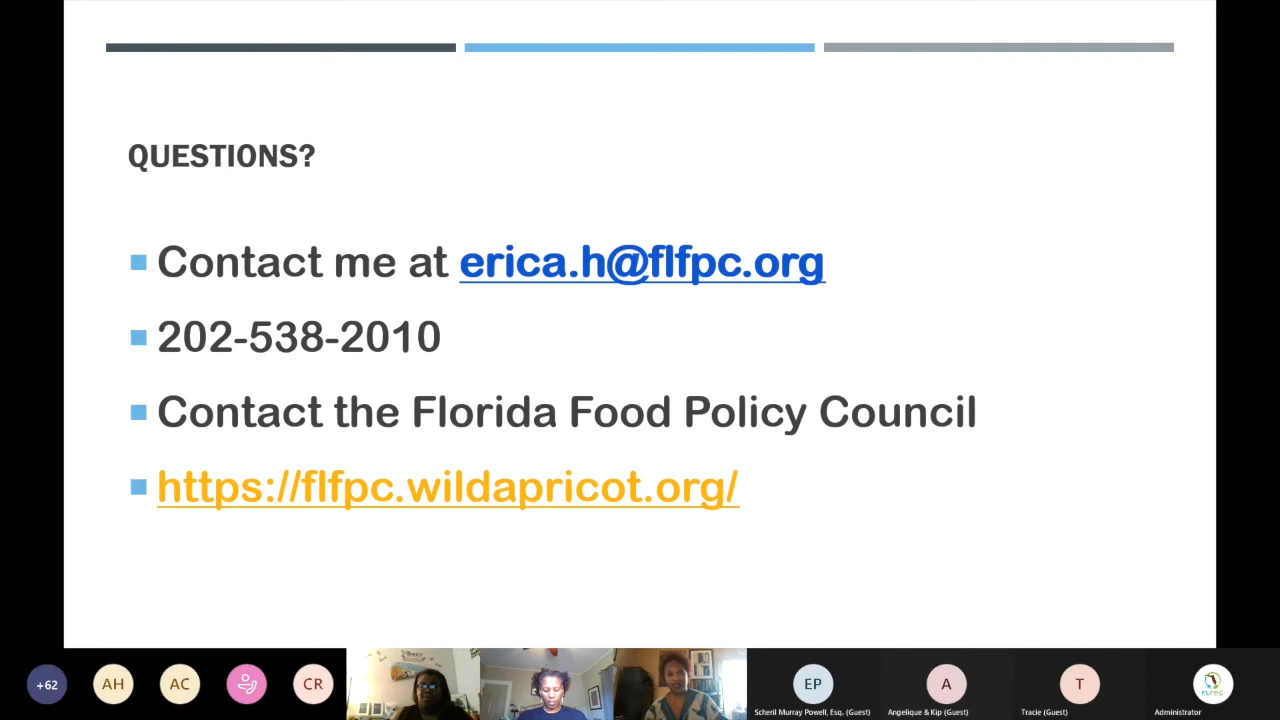 QUESTIONS?
Contact me at erica.h@flfpc.org
202-538-2010
Contact the Florida Food Policy Council
https://flfpc.wildapricot.org/
+62
AH
AC
CR
EP
A
T
FLFPC
Scheril Murray Powell, Esq. (Guest)
Angelique & Kip (Guest)
Tracie (Guest)
Administrator